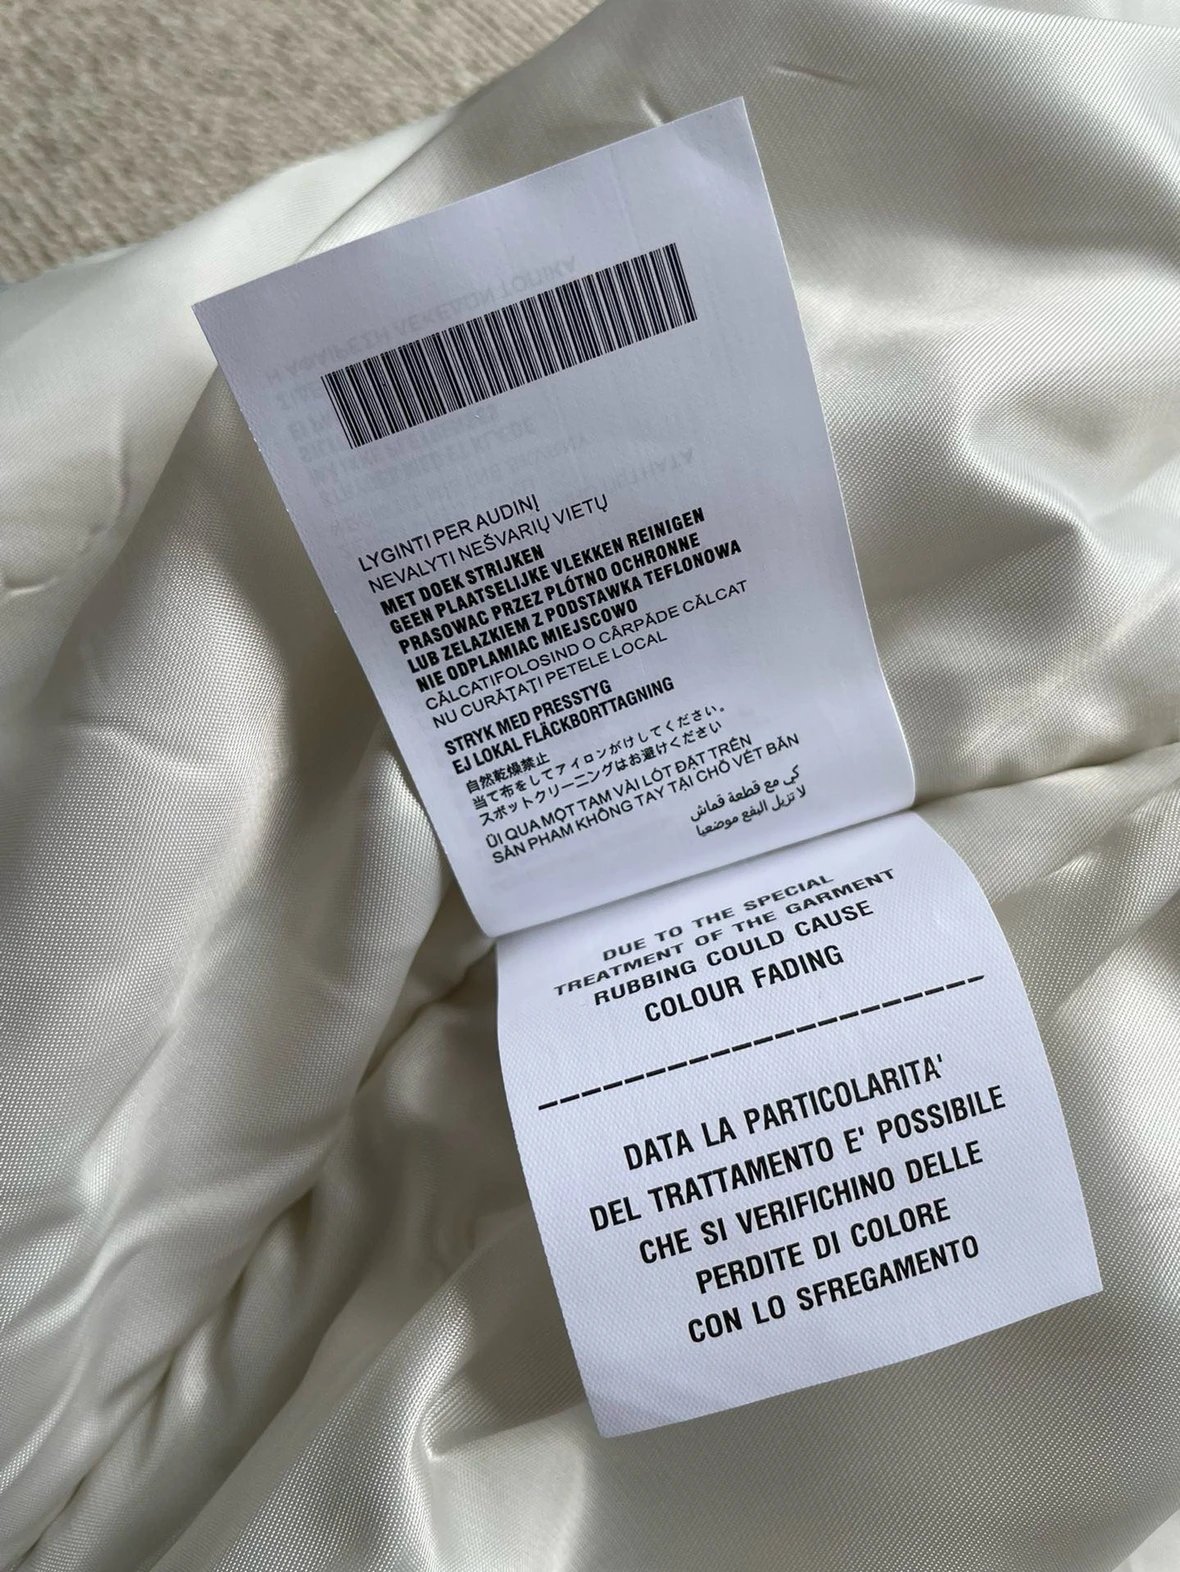 LYGINTI PER AUDINĮ
NEVALYTI NEŠVARIŲ VIETŲ
MET DOEK STRIJKEN
GEEN PLAATSELIJKE VLEKKEN REINIGEN
PRASOWAC PRZEZ PLÓTNO OCHRONNE
LUB ZELAZKIEM Z PODSTAWKA TEFLONOWA
NIE ODPLAMIAC MIEJSCOWO
CĂLCATIFOLOSIND O CÂRPĂDE CĂLCAT
NU CURĂȚAȚI PETELE LOCAL
STRYK MED PRESSTYG
EJ LOKAL FLÄCKBORTTAGNING
自然乾燥禁止
当て布をしてアイロンがけしてください。
スポットクリーニングはお避けください
ỦI QUA MỘT TAM VẢI LÓT ĐẶT TRÊN
SẢN PHAM KHÔNG TẨY TẠI CHỖ VẾT BẨN
كي مع قطعة قماش
لا تزيل البقع موضعيا
DUE TO THE SPECIAL
TREATMENT OF THE GARMENT
RUBBING COULD CAUSE
COLOUR FADING
DATA LA PARTICOLARITA'
DEL TRATTAMENTO E' POSSIBILE
CHE SI VERIFICHINO DELLE
PERDITE DI COLORE
CON LO SFREGAMENTO